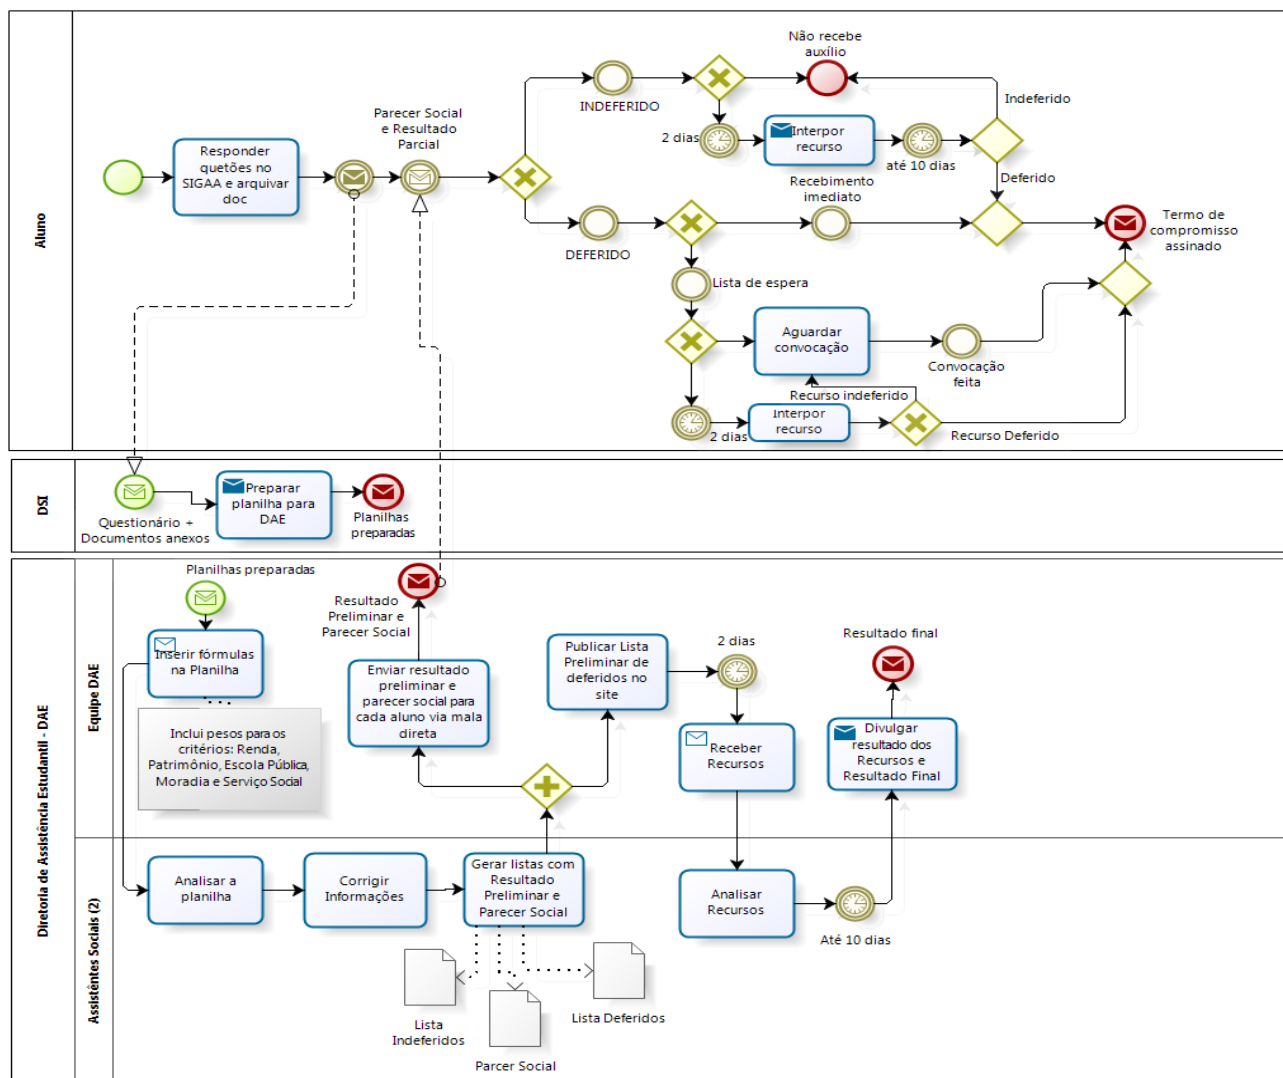 Aluno
Responder
quetões no
SIGAA e arquivar
doc
Parecer Social
e Resultado
Parcial
INDEFERIDO
DEFERIDO
Não recebe
auxílio
2 dias
Interpor
recurso
até 10 dias
Indeferido
Deferido
Recebimento
imediato
Termo de
compromisso
assinado
Lista de espera
Aguardar
convocação
Convocação
feita
Recurso indeferido
2 dias
Interpor
recurso
Recurso Deferido
DSI
Questionário +
Documentos anexos
Preparar
planilha para
DAE
Planilhas
preparadas
Diretoria de Assistência Estudantil - DAE
Equipe DAE
Planilhas preparadas
Inserir fórmulas
na Planilha
Inclui pesos para os
critérios: Renda,
Patrimônio, Escola Pública,
Moradia e Serviço Social
Resultado
Preliminar e
Parecer Social
Enviar resultado
preliminar e
parecer social para
cada aluno via mala
direta
Publicar Lista
Preliminar de
deferidos no
site
2 dias
Receber
Recursos
Resultado final
Divulgar
resultado dos
Recursos e
Resultado Final
Assistêntes Sociais (2)
Analisar a
planilha
Corrigir
Informações
Gerar listas com
Resultado
Preliminar e
Parecer Social
Analisar
Recursos
Até 10 dias
Lista
Indeferidos
Parcer Social
Lista Deferidos